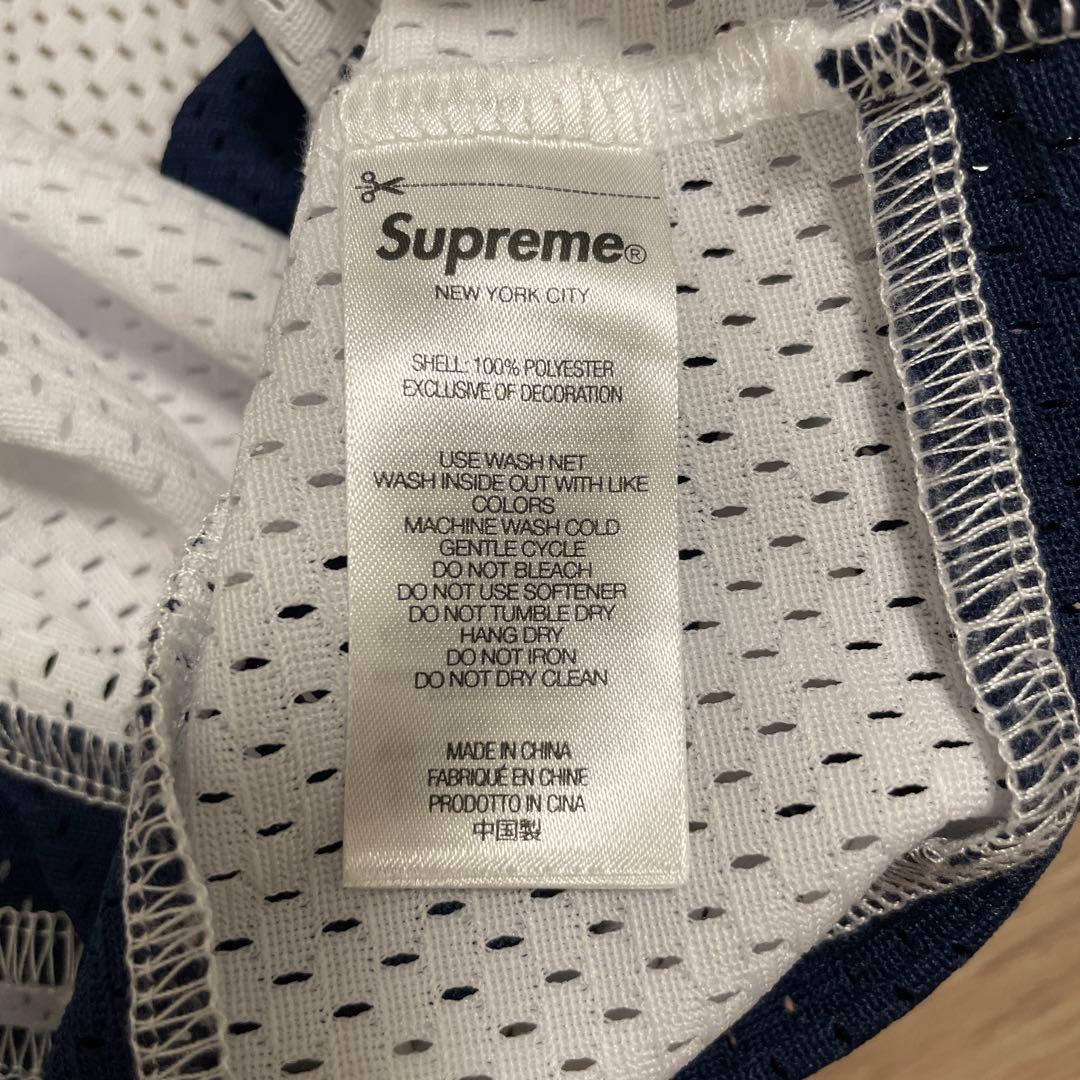 Supreme®
NEW YORK CITY
SHELL: 100% POLYESTER
EXCLUSIVE OF DECORATION
USE WASH NET
WASH INSIDE OUT WITH LIKE
COLORS
MACHINE WASH COLD
GENTLE CYCLE
DO NOT BLEACH
DO NOT USE SOFTENER
DO NOT TUMBLE DRY
HANG DRY
DO NOT IRON
DO NOT DRY CLEAN
MADE IN CHINA
FABRIQUÉ EN CHINE
PRODOTTO IN CINA
中国製